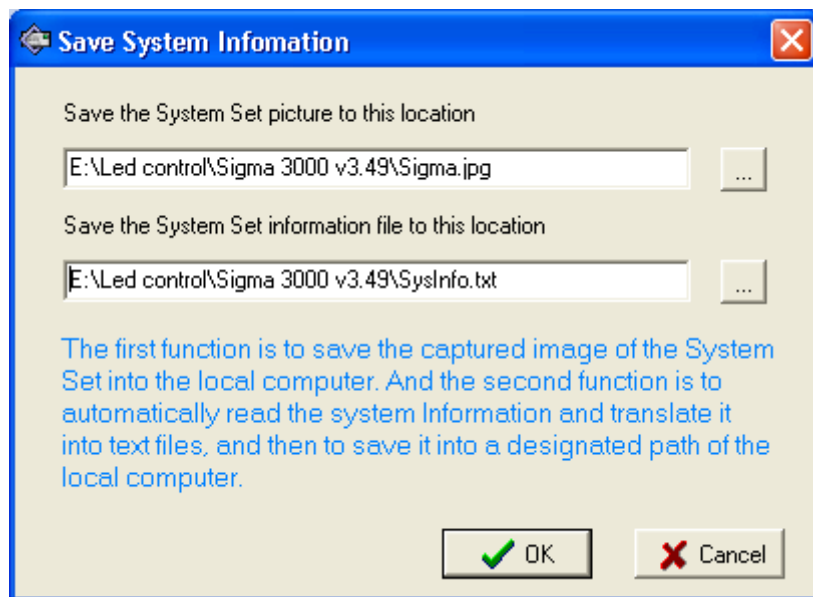 Save System Infomation
Save the System Set picture to this location
E:\Led control\Sigma 3000 v3.49\Sigma.jpg
...
Save the System Set information file to this location
E:\Led control\Sigma 3000 v3.49\SysInfo.txt
...
The first function is to save the captured image of the System
Set into the local computer. And the second function is to
automatically read the system Information and translate it
into text files, and then to save it into a designated path of the
local computer.
OK
Cancel